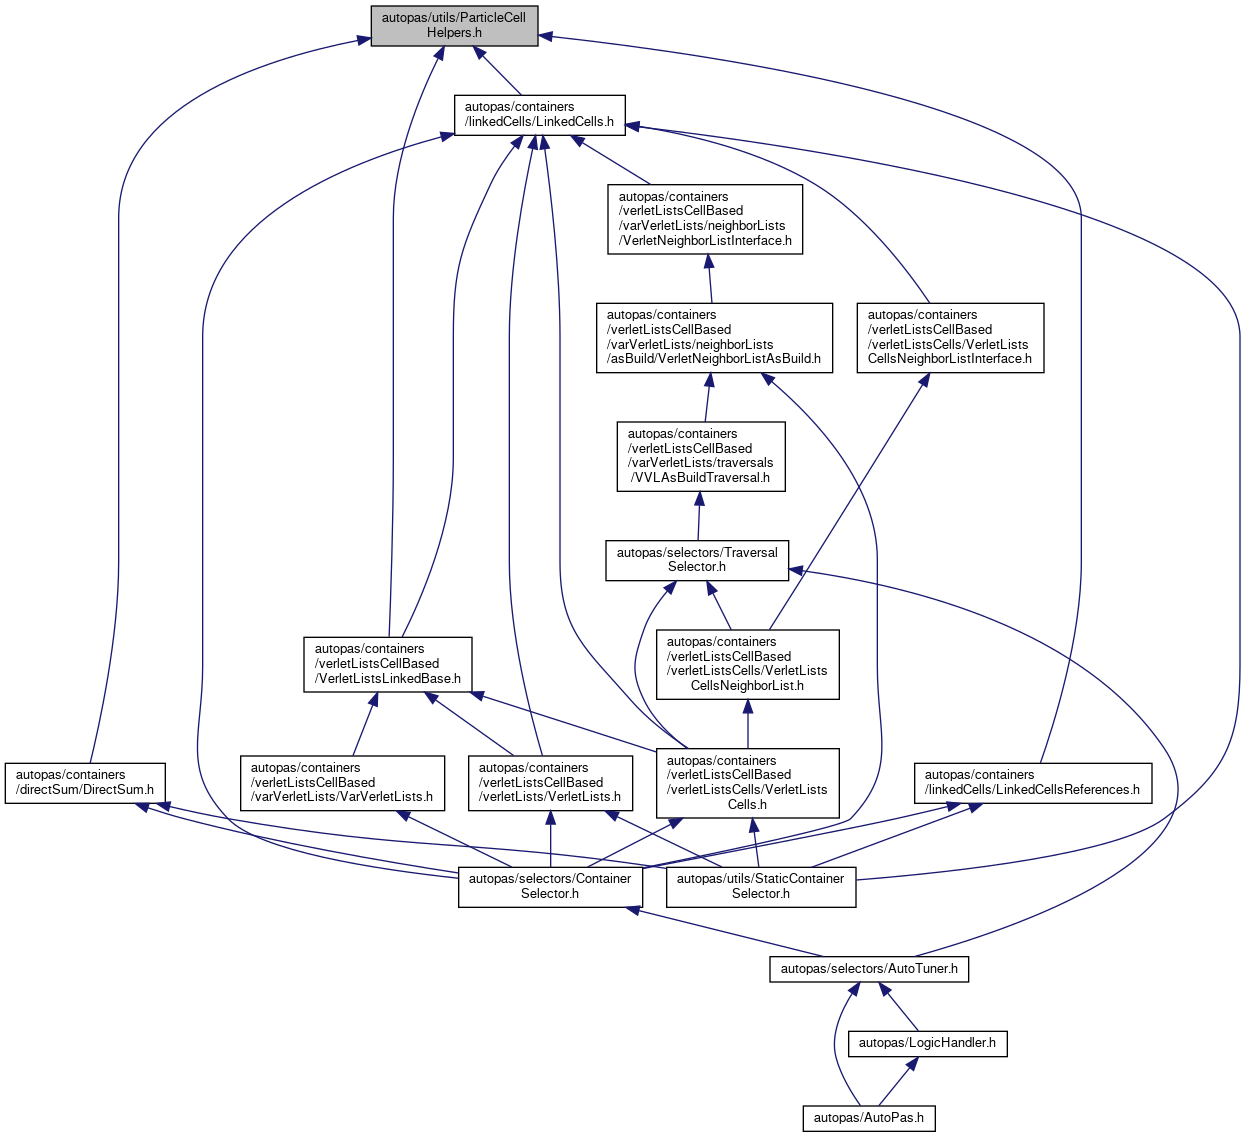 autopas/utils/ParticleCell
Helpers.h
autopas/containers
/linkedCells/LinkedCells.h
autopas/containers
/verletListsCellBased
/varVerletLists/neighborLists
/VerletNeighborListInterface.h
autopas/containers
/verletListsCellBased
/varVerletLists/neighborLists
/asBuild/VerletNeighborListAsBuild.h
autopas/containers
/verletListsCellBased
/verletListsCells/VerletLists
CellsNeighborListInterface.h
autopas/containers
/verletListsCellBased
/varVerletLists/traversals
/VVLAsBuildTraversal.h
autopas/selectors/Traversal
Selector.h
autopas/containers
/verletListsCellBased
/verletListsCells/VerletLists
CellsNeighborList.h
autopas/containers
/verletListsCellBased
/VerletListsLinkedBase.h
autopas/containers
/directSum/DirectSum.h
autopas/containers
/verletListsCellBased
/varVerletLists/VarVerletLists.h
autopas/containers
/verletListsCellBased
/verletLists/VerletLists.h
autopas/containers
/verletListsCellBased
/verletListsCells/VerletLists
Cells.h
autopas/containers
/linkedCells/LinkedCellsReferences.h
autopas/selectors/Container
Selector.h
autopas/utils/StaticContainer
Selector.h
autopas/selectors/AutoTuner.h
autopas/LogicHandler.h
autopas/AutoPas.h